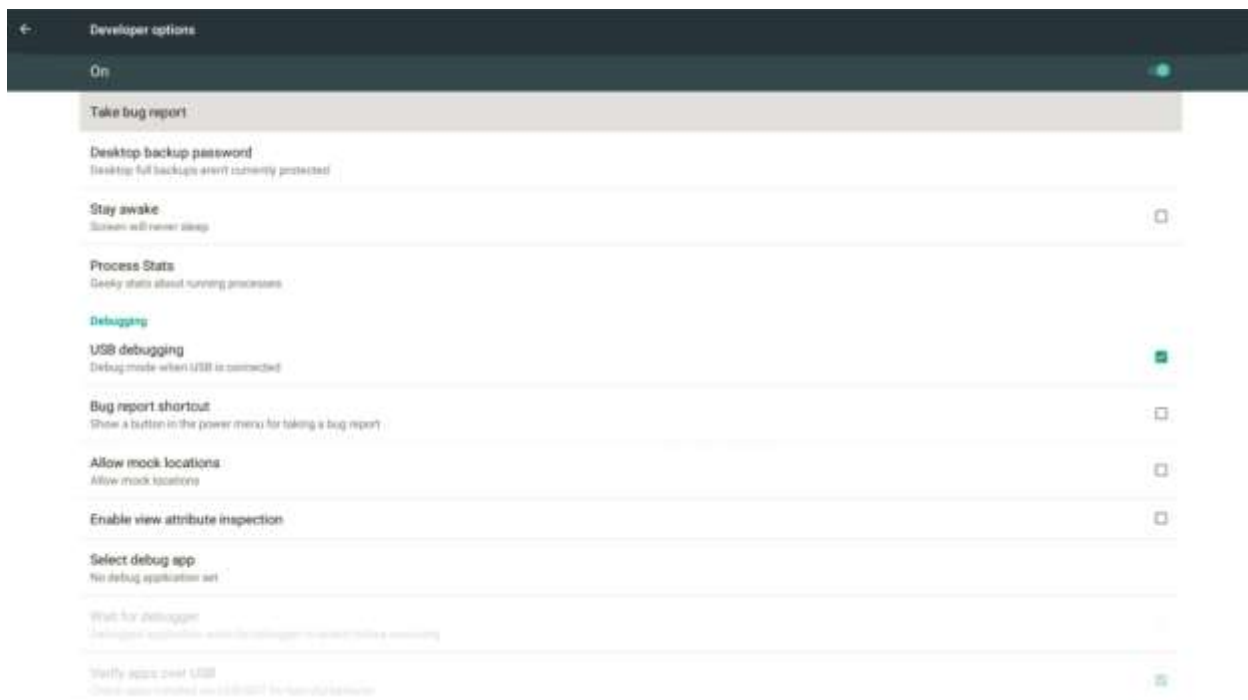 Developer options
On
Take bug report
Desktop backup password
Desktop full backups aren't currently protected
Stay awake
Screen will never sleep
Process Stats
Geeky stats about running processes
Debugging
USB debugging
Debug mode when USB is connected
Bug report shortcut
Show a button in the power menu for taking a bug report
Allow mock locations
Allow mock locations
Enable view attribute inspection
Select debug app
No debug application set
Wait for debugger
Verify apps over USB